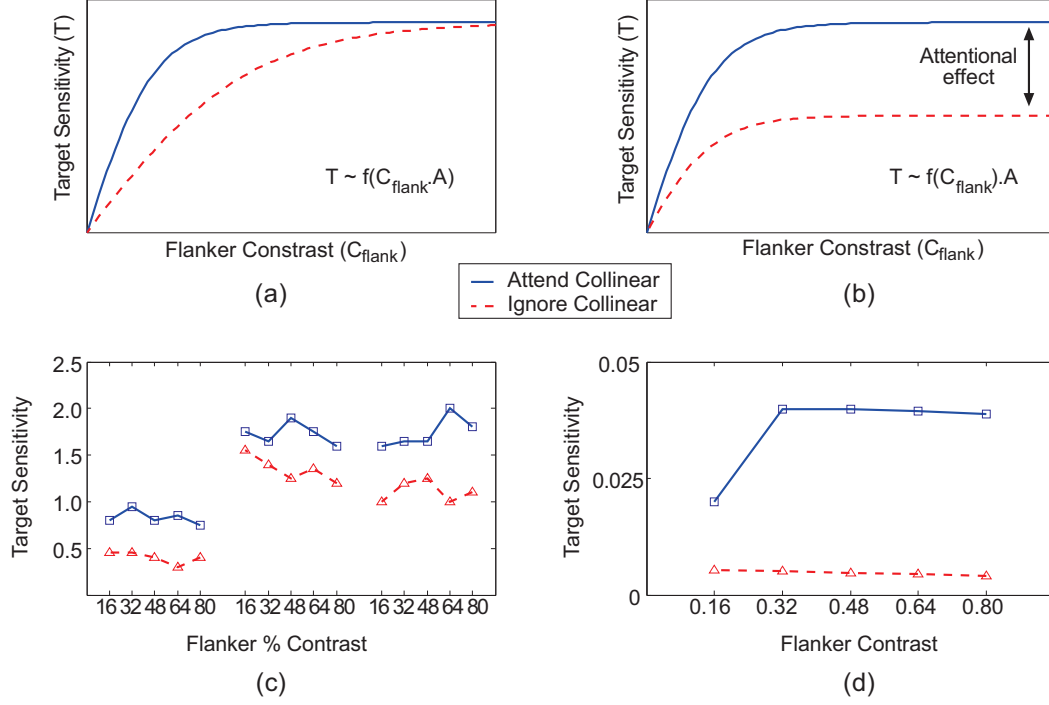 Target Sensitivity (T)
T ~ f(C_flank.A)
Flanker Constrast (C_flank)
(a)
Target Sensitivity (T)
Attentional
effect
T ~ f(C_flank).A
Flanker Constrast (C_flank)
(b)
Attend Collinear
Ignore Collinear
Target Sensitivity
2.5
2.0
1.5
1.0
0.5
16 32 48 64 80 16 32 48 64 80 16 32 48 64 80
Flanker % Contrast
(c)
Target Sensitivity
0.05
0.025
0
0.16 0.32 0.48 0.64 0.80
Flanker Contrast
(d)